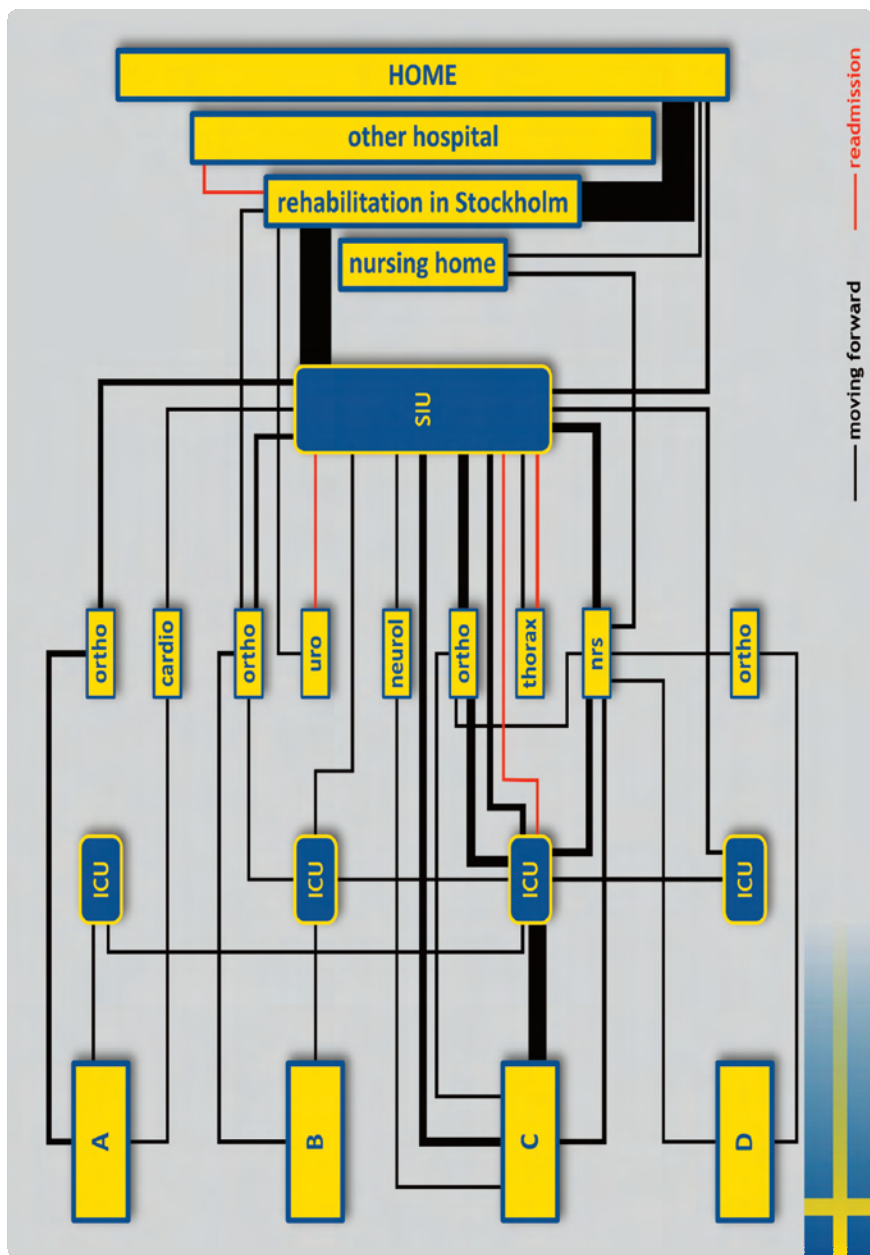 HOME
other hospital
rehabilitation in Stockholm
nursing home
SIU
ortho
cardio
ortho
uro
neurol
ortho
thorax
nrs
ortho
ICU
ICU
ICU
ICU
A
B
C
D
moving forward
readmission